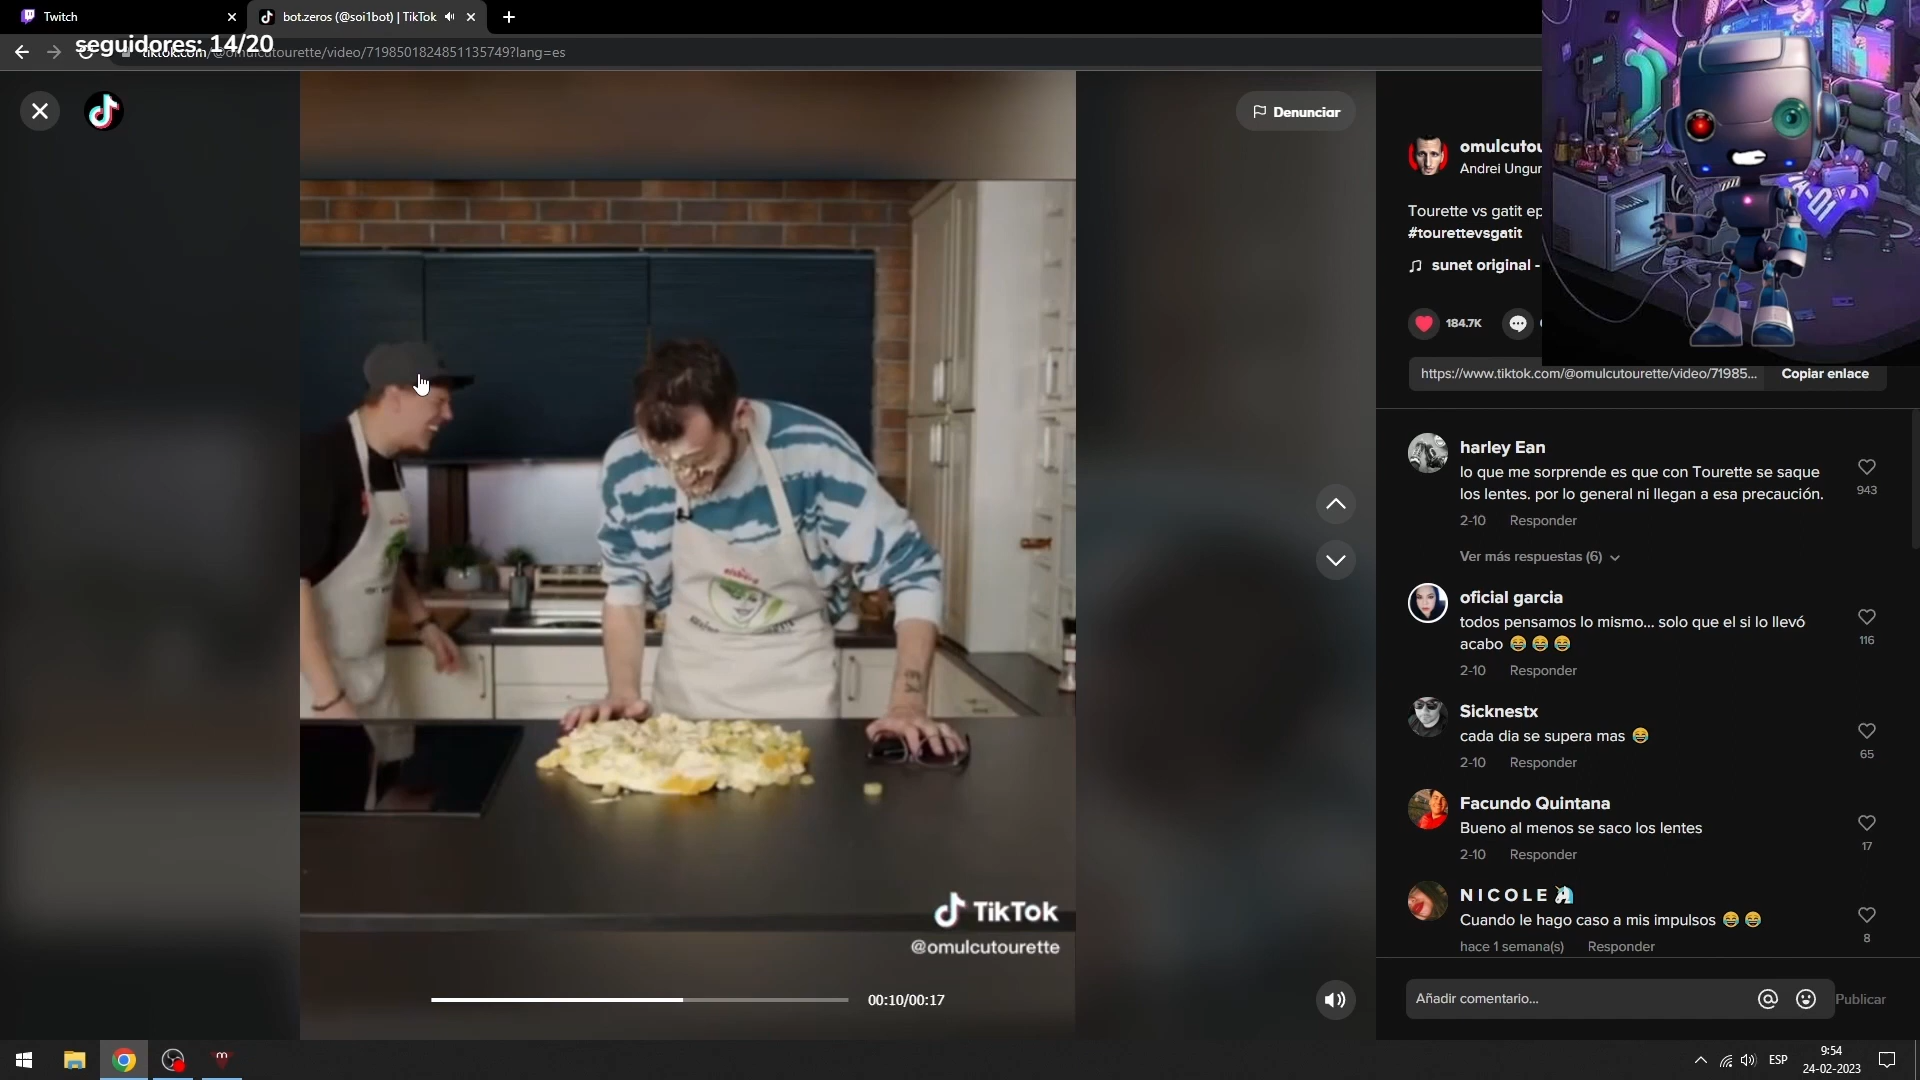 Twitch
bot.zeros (@soi1bot) | TikTok
seguidores: 14/20
tiktok.com/@omulcutourette/video/7198501824851135749?lang=es
Denunciar
omulcutou
Andrei Ungur
Tourette vs gatit ep
#tourettevsgatit
sunet original -
184.7K
https://www.tiktok.com/@omulcutourette/video/71985...
Copiar enlace
harley Ean
lo que me sorprende es que con Tourette se saque
los lentes. por lo general ni llegan a esa precaución.
943
2-10 Responder
Ver más respuestas (6)
oficial garcia
todos pensamos lo mismo... solo que el si lo llevó
acabo 😂 😂 😂
116
2-10 Responder
Sicknestx
cada dia se supera mas 😂
65
2-10 Responder
Facundo Quintana
Bueno al menos se saco los lentes
17
2-10 Responder
N I C O L E 🦄
Cuando le hago caso a mis impulsos 😂 😂
8
hace 1 semana(s) Responder
TikTok
@omulcutourette
00:10/00:17
Añadir comentario...
Publicar
ESP
9:54
24-02-2023